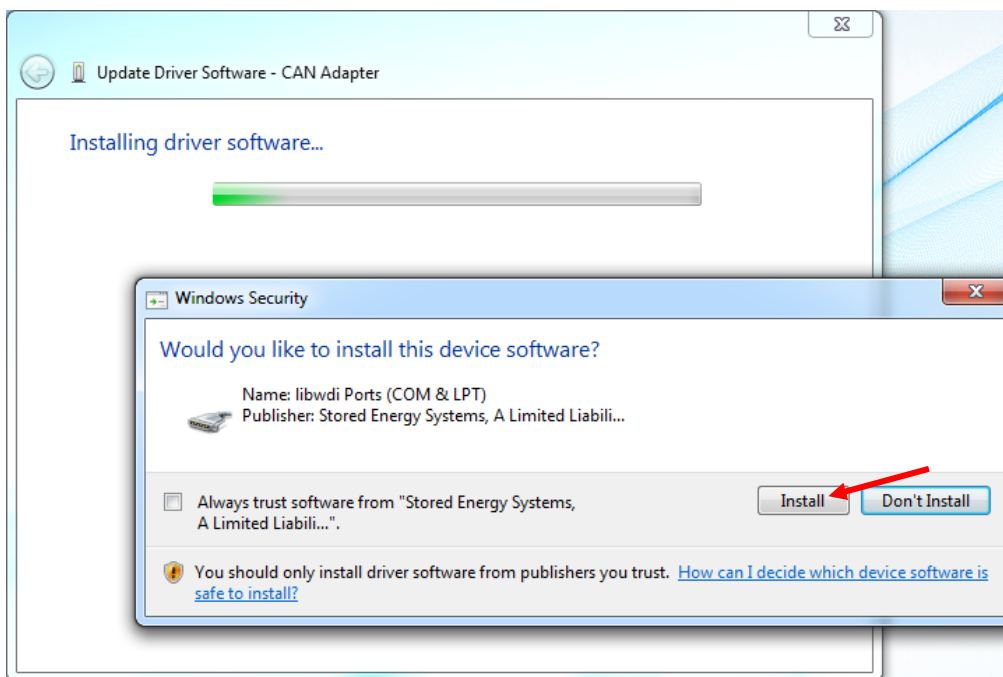 Update Driver Software - CAN Adapter
Installing driver software...
Windows Security
Would you like to install this device software?
Name: libwdi Ports (COM & LPT)
Publisher: Stored Energy Systems, A Limited Liabili...
Always trust software from "Stored Energy Systems,
A Limited Liabili...".
Install
Don't Install
You should only install driver software from publishers you trust. How can I decide which device software is
safe to install?